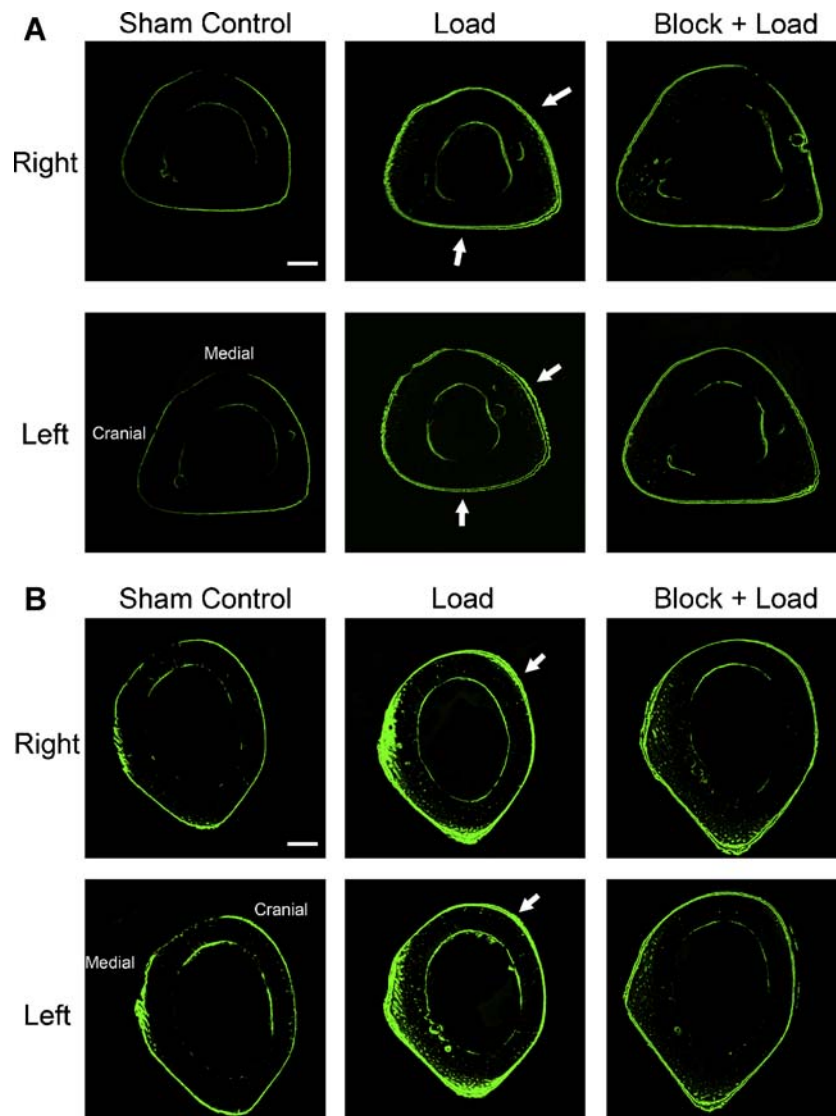 A
Sham Control Load Block + Load
Right
Medial
Cranial
Left
B
Sham Control Load Block + Load
Right
Cranial
Medial
Left